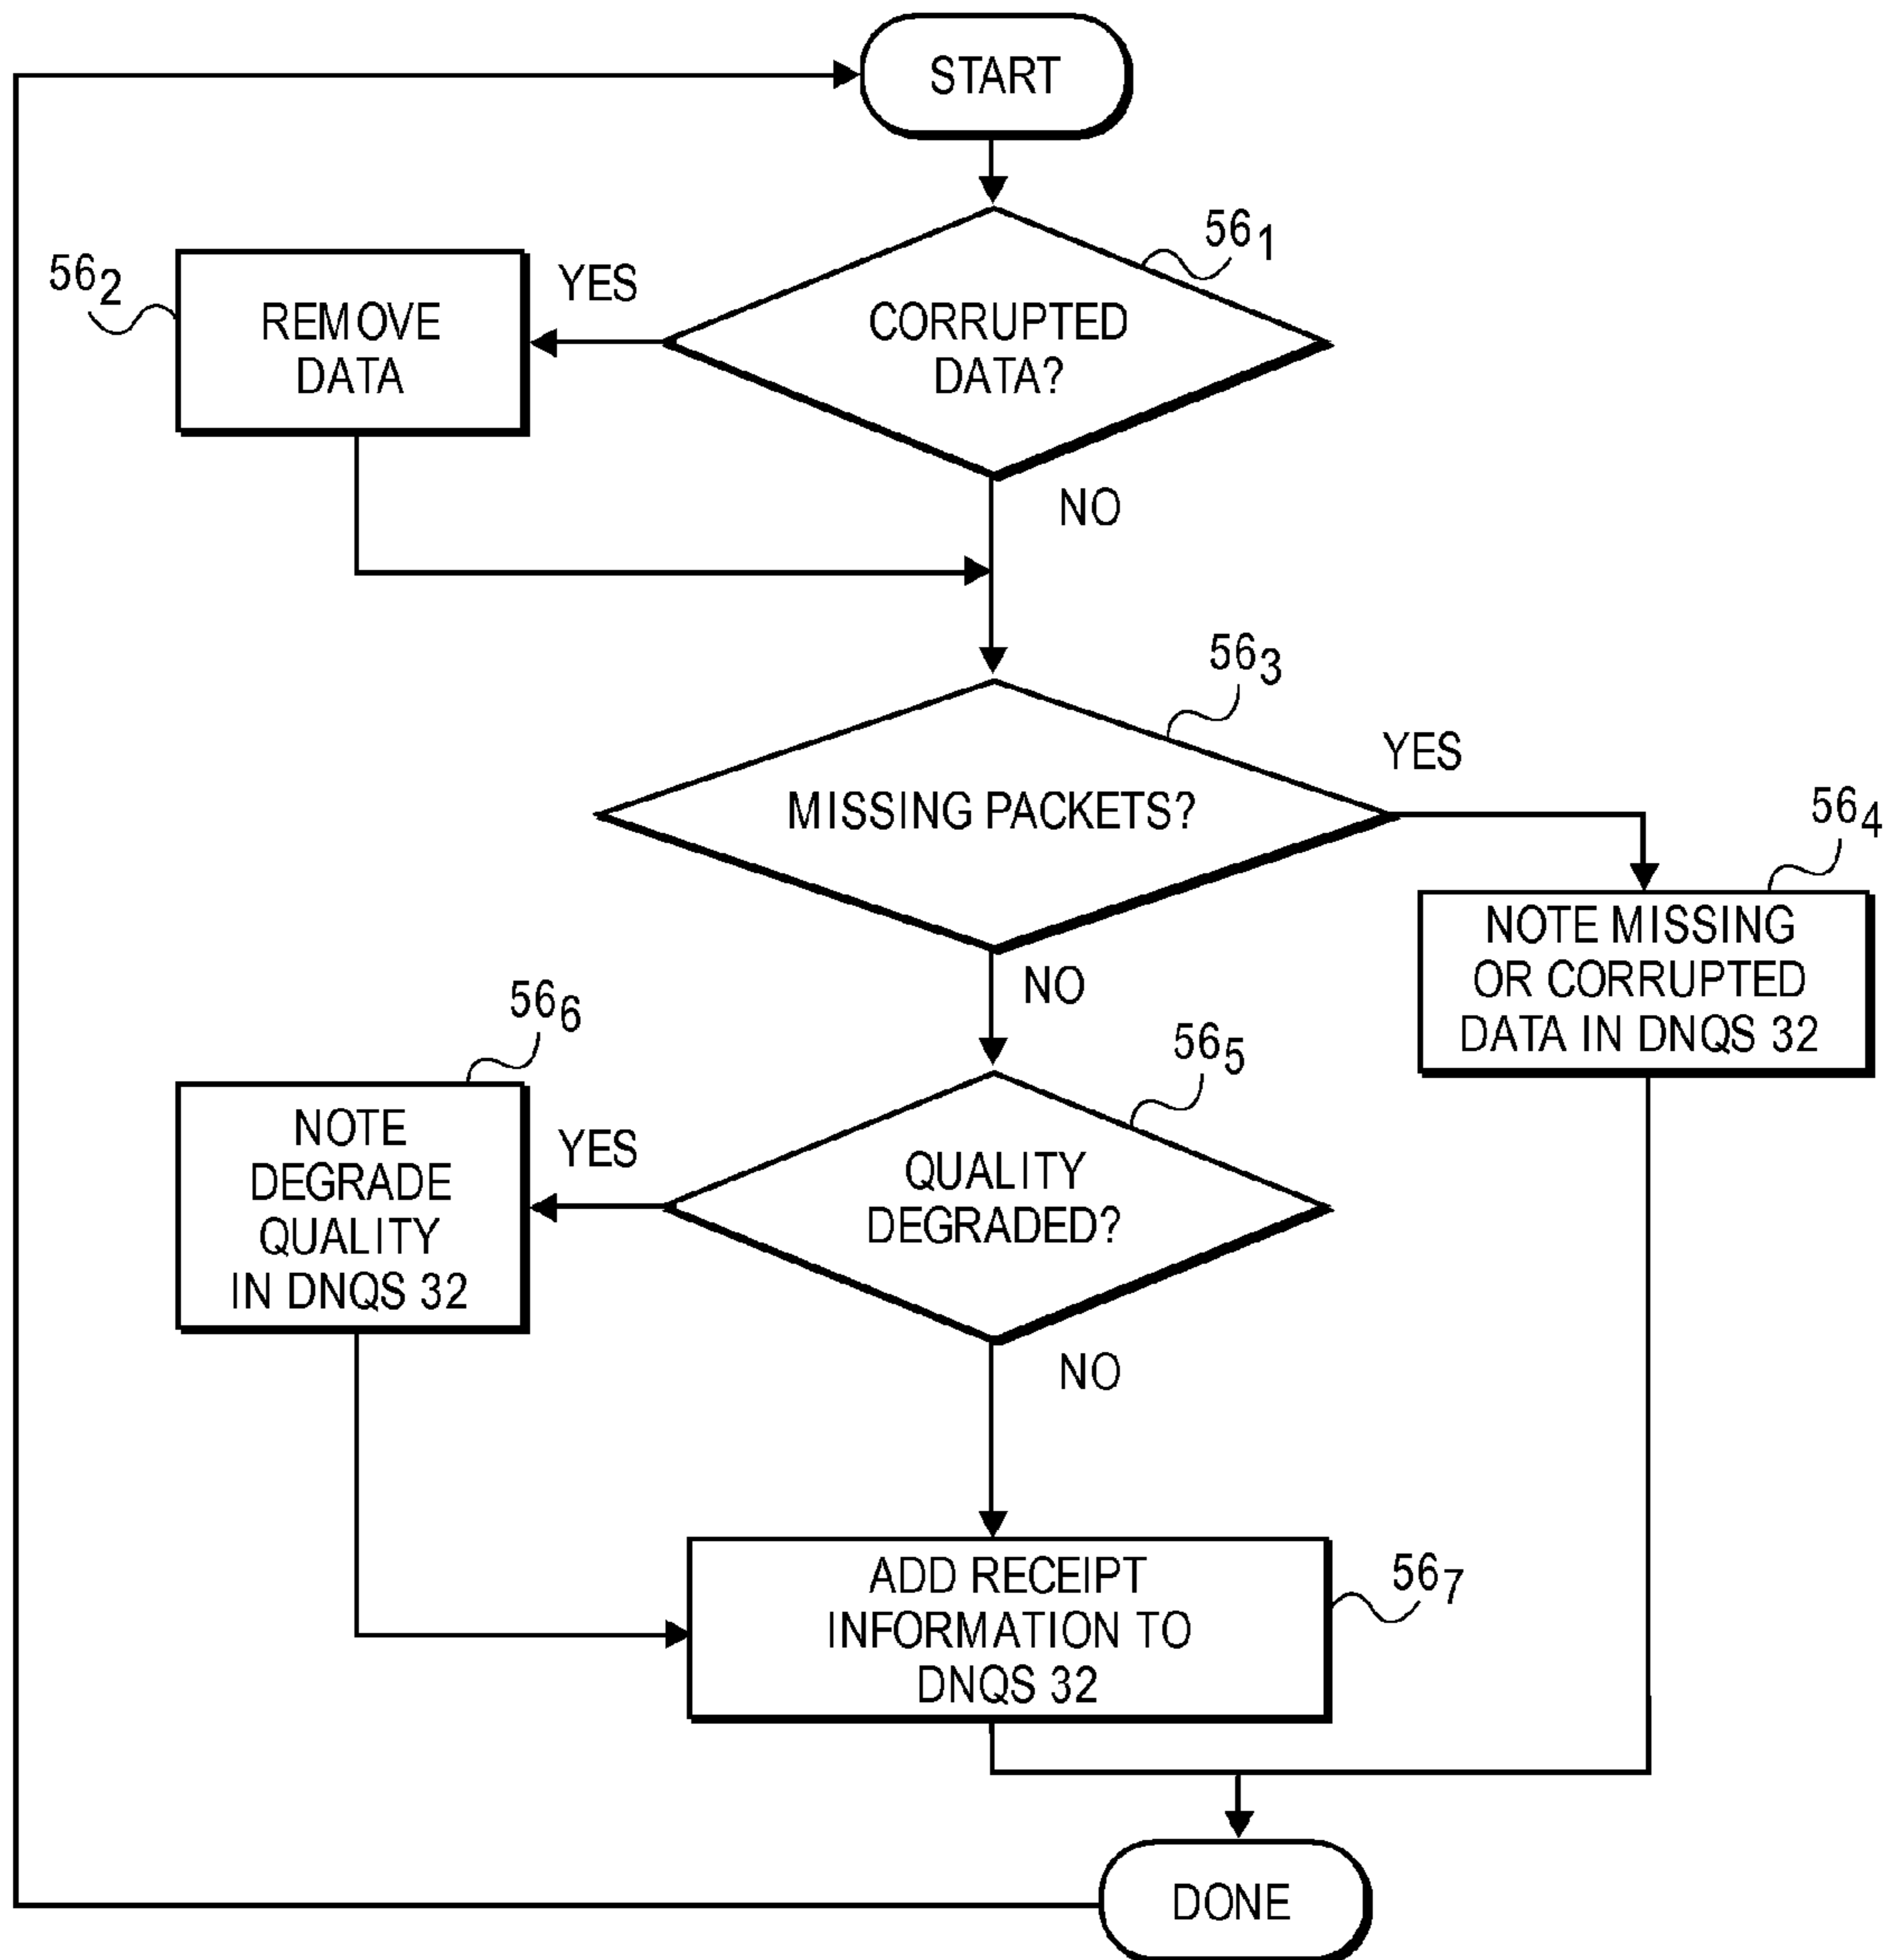 START
56₁
CORRUPTED
DATA?
YES
56₂
REMOVE
DATA
NO
56₃
MISSING PACKETS?
YES
56₄
NOTE MISSING
OR CORRUPTED
DATA IN DNQS 32
NO
56₅
QUALITY
DEGRADED?
YES
56₆
NOTE
DEGRADE
QUALITY
IN DNQS 32
NO
56₇
ADD RECEIPT
INFORMATION TO
DNQS 32
DONE